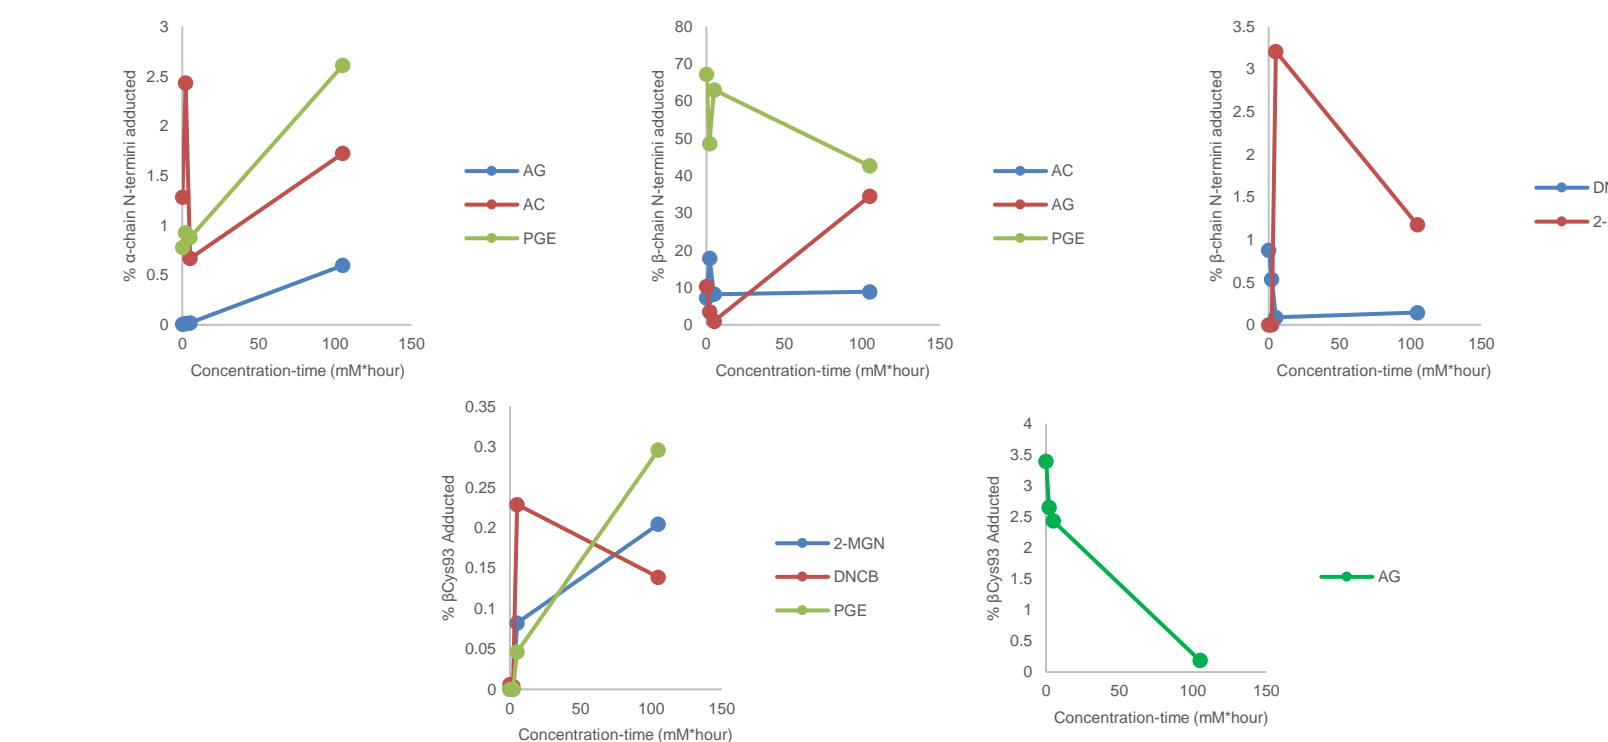 % α-chain N-termini adducted
3
2.5
2
1.5
1
0.5
0
0 50 100 150
Concentration-time (mM*hour)
AG
AC
PGE
% β-chain N-termini adducted
80
70
60
50
40
30
20
10
0
0 50 100 150
Concentration-time (mM*hour)
AC
AG
PGE
% β-chain N-termini adducted
3.5
3
2.5
2
1.5
1
0.5
0
0 50 100 150
Concentration-time (mM*hour)
2-
% βCys93 Adducted
0.35
0.3
0.25
0.2
0.15
0.1
0.05
0
0 50 100 150
Concentration-time (mM*hour)
2-MGN
DNCB
PGE
% βCys93 Adducted
4
3.5
3
2.5
2
1.5
1
0.5
0
0 50 100 150
Concentration-time (mM*hour)
AG